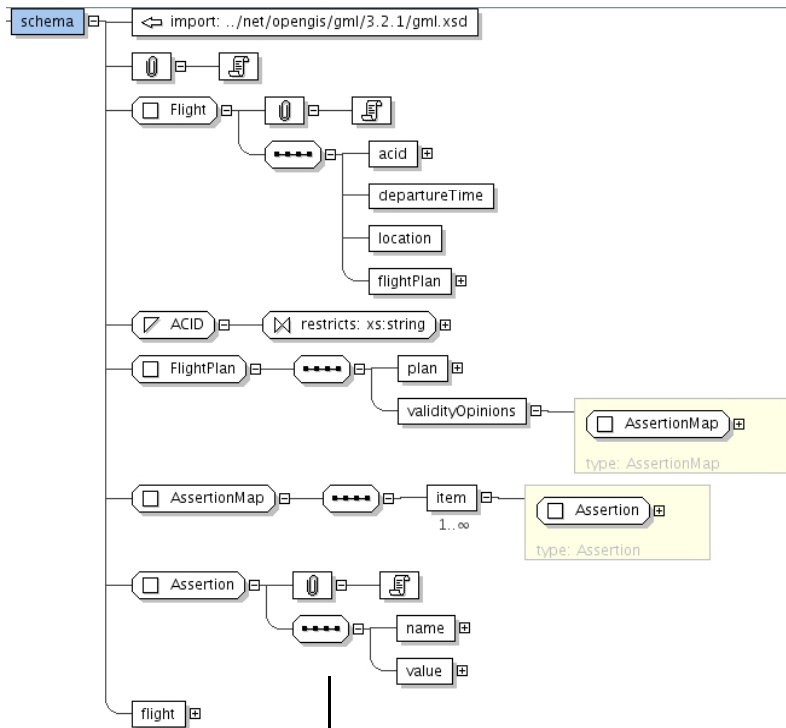 schema
import: ../net/opengis/gml/3.2.1/gml.xsd
Flight
acid
departureTime
location
flightPlan
ACID
restricts: xs:string
FlightPlan
plan
validityOpinions
AssertionMap
type: AssertionMap
AssertionMap
item
1..∞
Assertion
type: Assertion
Assertion
name
value
flight